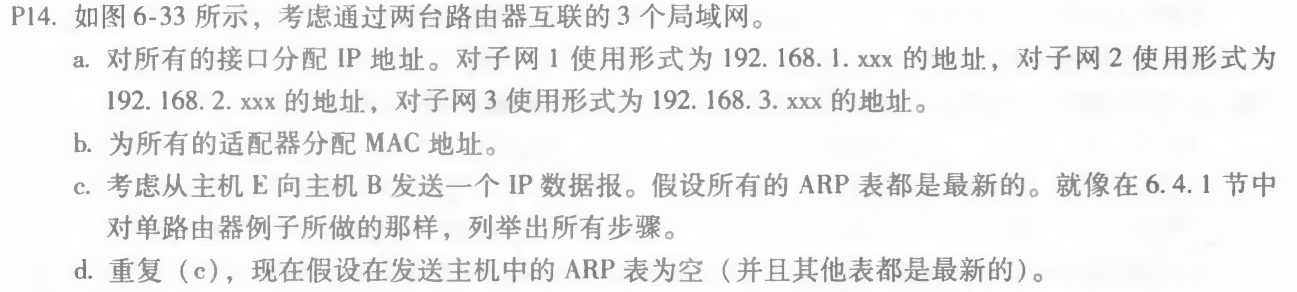 P14. 如图 6-33 所示，考虑通过两台路由器互联的 3 个局域网。
a. 对所有的接口分配 IP 地址。对子网 1 使用形式为 192. 168. 1. xxx 的地址，对子网 2 使用形式为
192. 168. 2. xxx 的地址，对子网 3 使用形式为 192. 168. 3. xxx 的地址。
b. 为所有的适配器分配 MAC 地址。
c. 考虑从主机 E 向主机 B 发送一个 IP 数据报。假设所有的 ARP 表都是最新的。就像在 6. 4. 1 节中
对单路由器例子所做的那样，列举出所有步骤。
d. 重复（c），现在假设在发送主机中的 ARP 表为空（并且其他表都是最新的）。